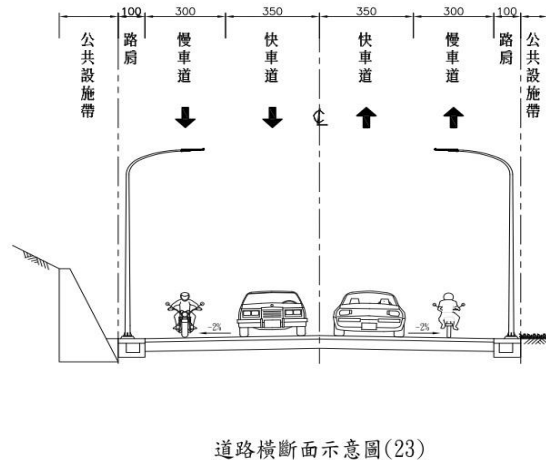 100 300 350 350 300 100
公共設施帶 路肩 慢車道 快車道 快車道 慢車道 路肩 公共設施帶
℄
-2% -2%
道路橫斷面示意圖(23)